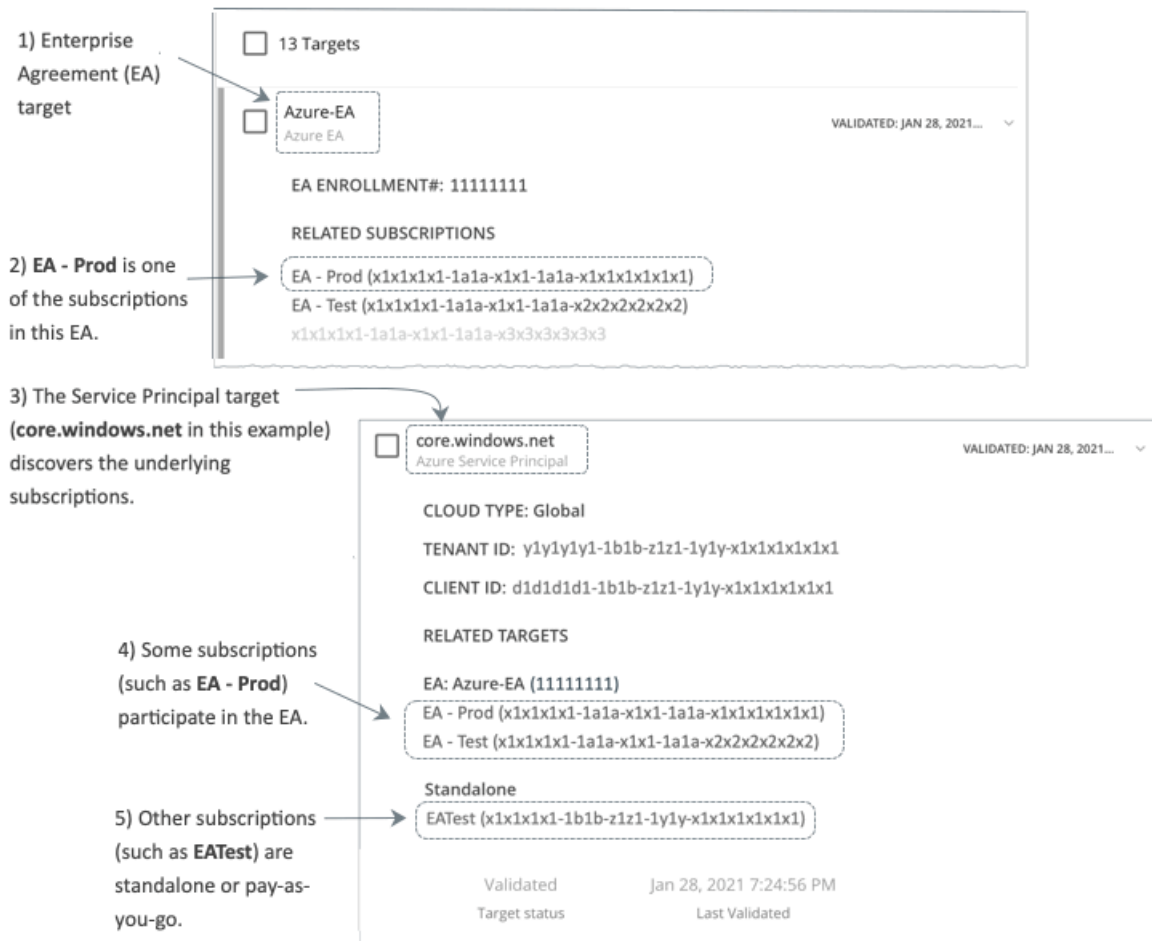 1) Enterprise
Agreement (EA)
target
13 Targets
Azure-EA
Azure EA
VALIDATED: JAN 28, 2021...
EA ENROLLMENT#: 11111111
RELATED SUBSCRIPTIONS
2) EA - Prod is one
of the subscriptions
in this EA.
EA - Prod (x1x1x1x1-1a1a-x1x1-1a1a-x1x1x1x1x1x1)
EA - Test (x1x1x1x1-1a1a-x1x1-1a1a-x2x2x2x2x2x2)
x1x1x1x1-1a1a-x1x1-1a1a-x3x3x3x3x3x3
3) The Service Principal target
(core.windows.net in this example)
discovers the underlying
subscriptions.
core.windows.net
Azure Service Principal
VALIDATED: JAN 28, 2021...
CLOUD TYPE: Global
TENANT ID: y1y1y1y1-1b1b-z1z1-1y1y-x1x1x1x1x1x1
CLIENT ID: d1d1d1d1-1b1b-z1z1-1y1y-x1x1x1x1x1x1
RELATED TARGETS
4) Some subscriptions
(such as EA - Prod)
participate in the EA.
EA: Azure-EA (11111111)
EA - Prod (x1x1x1x1-1a1a-x1x1-1a1a-x1x1x1x1x1x1)
EA - Test (x1x1x1x1-1a1a-x1x1-1a1a-x2x2x2x2x2x2)
Standalone
5) Other subscriptions
(such as EATest) are
standalone or pay-as-
you-go.
EATest (x1x1x1x1-1b1b-z1z1-1y1y-x1x1x1x1x1x1)
Validated
Jan 28, 2021 7:24:56 PM
Target status
Last Validated